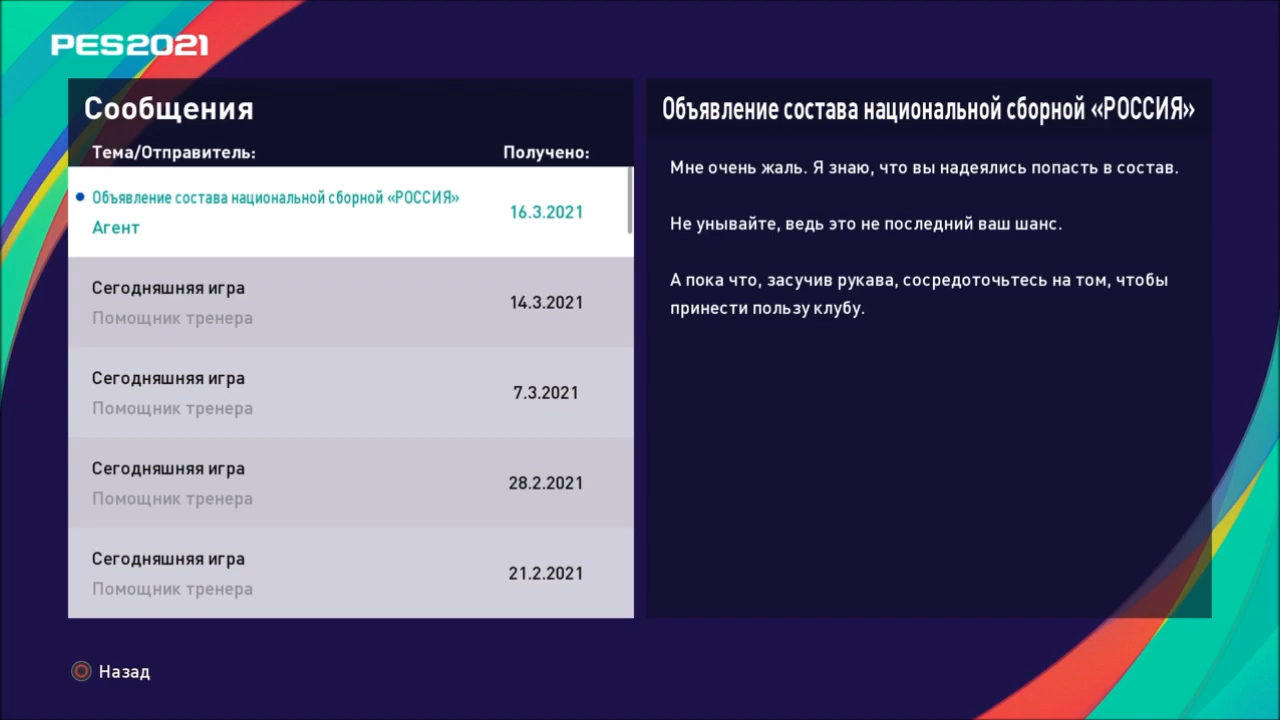 PES2021
Сообщения
Тема/Отправитель: Получено:
Объявление состава национальной сборной «РОССИЯ»
Агент
16.3.2021
Сегодняшняя игра
Помощник тренера
14.3.2021
Сегодняшняя игра
Помощник тренера
7.3.2021
Сегодняшняя игра
Помощник тренера
28.2.2021
Сегодняшняя игра
Помощник тренера
21.2.2021
Объявление состава национальной сборной «РОССИЯ»
Мне очень жаль. Я знаю, что вы надеялись попасть в состав.
Не унывайте, ведь это не последний ваш шанс.
А пока что, засучив рукава, сосредоточьтесь на том, чтобы
принести пользу клубу.
Назад